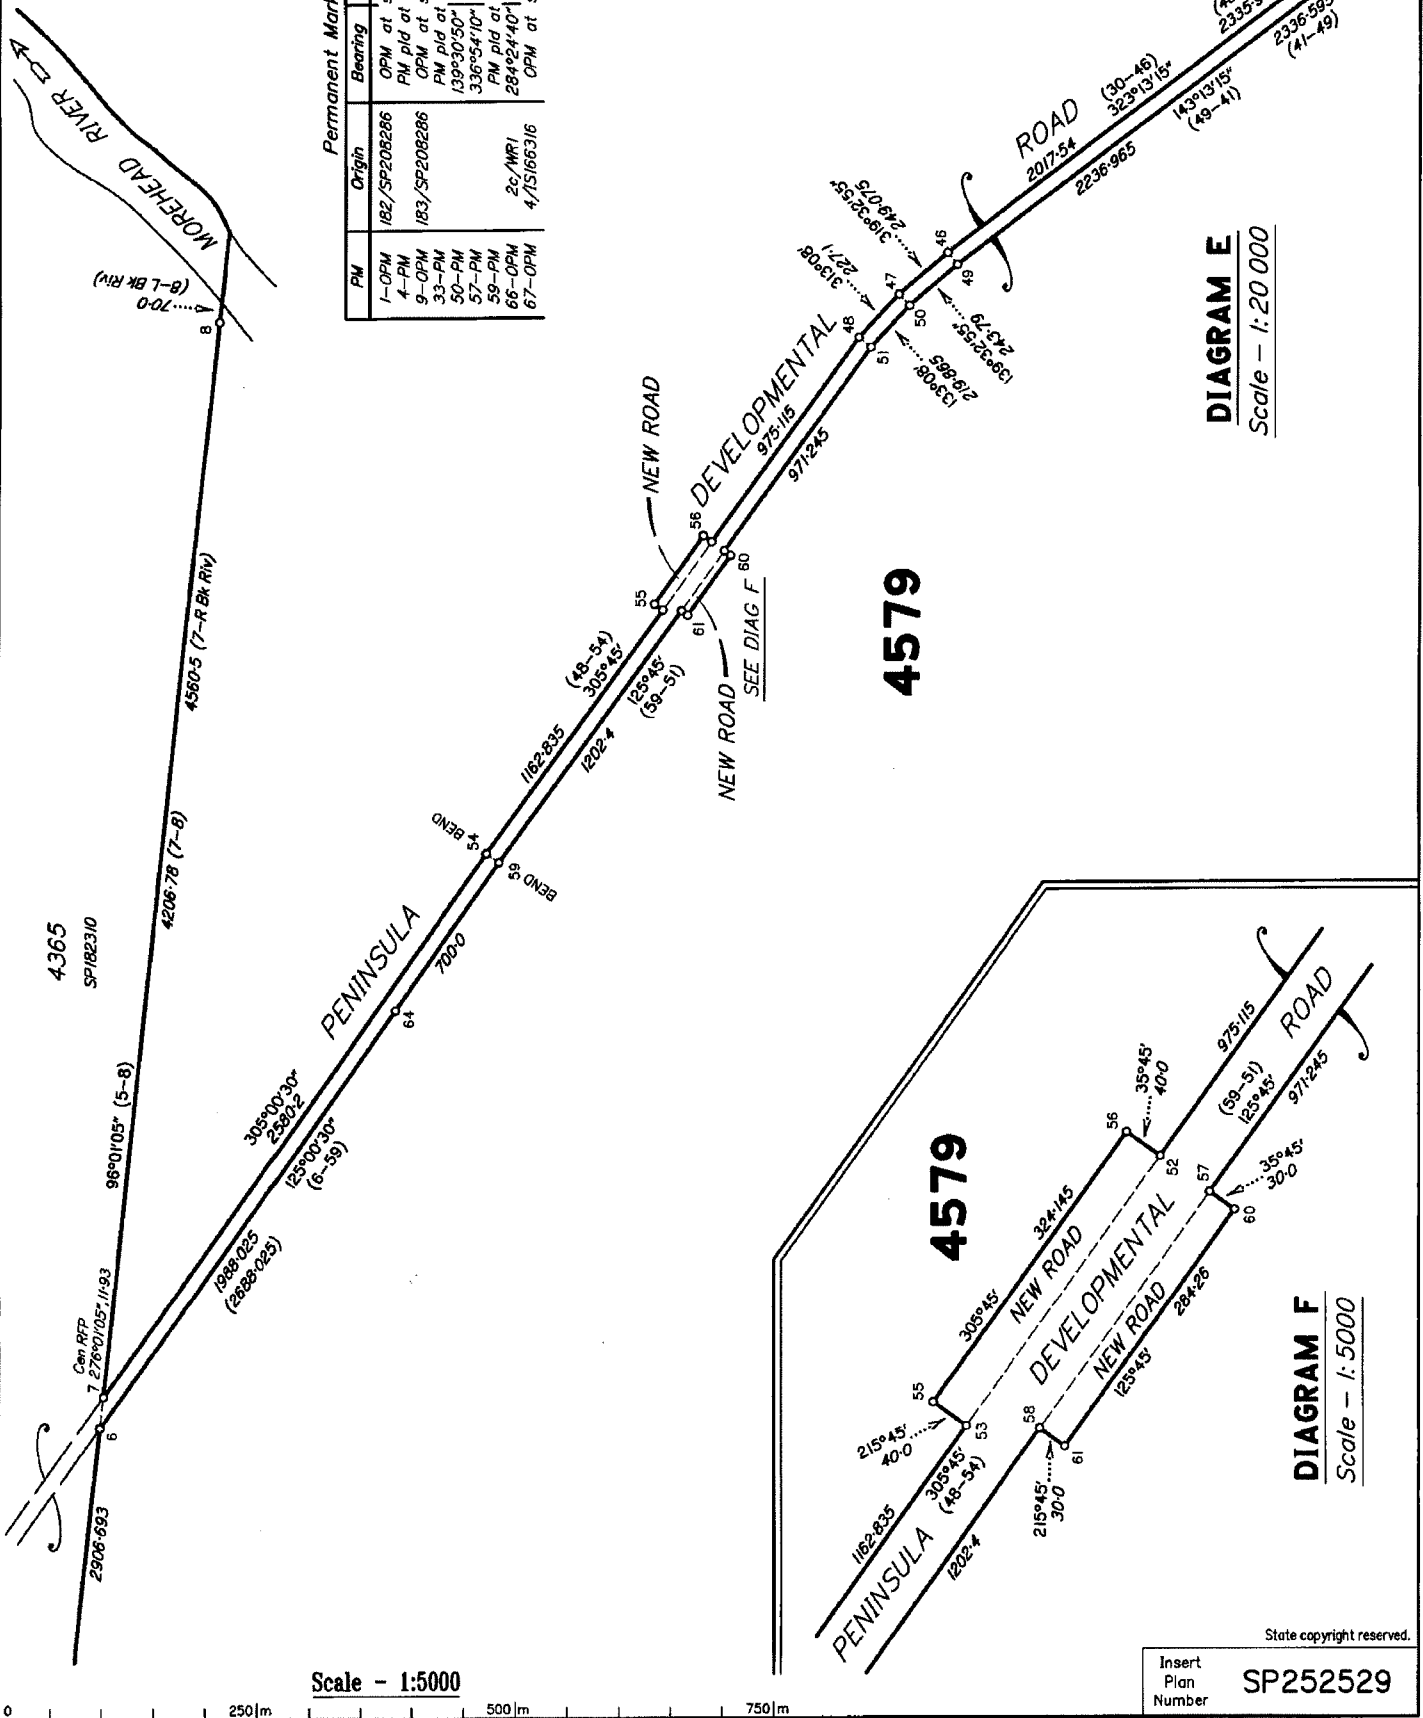 MOREHEAD RIVER
70·0
(8-L Bk Riv)
8
4560·5 (7-R Bk Riv)
4206·78 (7-8)
4365
SP182310
96°01'05" (5-8)
Cen RFP
7 276°01'05", 11·93
6
2906·693
Permanent Mark
PM
Origin
Bearing
1-OPM 182/SP208286 OPM at
4-PM PM pld at
9-OPM 183/SP208286 OPM at
33-PM PM pld at
50-PM 139°30'50"
57-PM 336°54'10"
59-PM PM pld at
66-OPM 2c/WR1 284°24'40"
67-OPM 4/IS166316 OPM at
ROAD
(30-46)
323°13'15"
2017·54
2236·965
143°13'15"
(49-41)
2336·595
(41-49)
319°32'55"
249·075
313°08'
227·1
46
49
47
50
48
51
139°32'55"
243·79
133°08'
219·865
DEVELOPMENTAL
975·115
971·245
NEW ROAD
56
60
55
61
NEW ROAD
SEE DIAG F
(48-54)
305°45'
125°45'
(59-51)
1162·835
1202·4
BEND
54
59
BEND
PENINSULA
700·0
64
305°00'30"
2580·2
125°00'30"
(6-59)
1988·025
(2688·025)
4579
DIAGRAM E
Scale – 1:20 000
4579
975·115
ROAD
(59-51)
125°45'
971·245
35°45'
40·0
56
52
57
35°45'
30·0
60
324·145
NEW ROAD
305°45'
DEVELOPMENTAL
NEW ROAD
284·26
125°45'
55
215°45'
40·0
53
58
61
215°45'
30·0
305°45'
(48-54)
1162·835
PENINSULA
1202·4
DIAGRAM F
Scale – 1:5000
State copyright reserved.
Insert
Plan
Number
SP252529
Scale - 1:5000
0
250 m
500 m
750 m